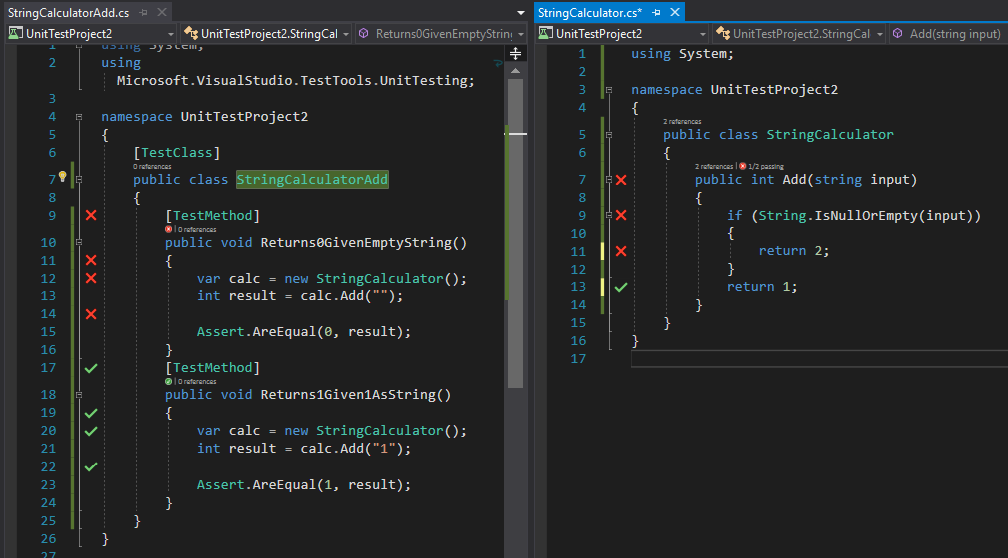 StringCalculatorAdd.cs
UnitTestProject2
UnitTestProject2.StringCal
Returns0GivenEmptyString
1 using System;
2 using
Microsoft.VisualStudio.TestTools.UnitTesting;
3
4 namespace UnitTestProject2
5 {
6 [TestClass]
0 references
7 public class StringCalculatorAdd
8 {
9 [TestMethod]
| 0 references
10 public void Returns0GivenEmptyString()
11 {
12 var calc = new StringCalculator();
13 int result = calc.Add("");
14
15 Assert.AreEqual(0, result);
16 }
17 [TestMethod]
| 0 references
18 public void Returns1Given1AsString()
19 {
20 var calc = new StringCalculator();
21 int result = calc.Add("1");
22
23 Assert.AreEqual(1, result);
24 }
25 }
26 }
27
StringCalculator.cs*
UnitTestProject2
UnitTestProject2.StringCal
Add(string input)
1 using System;
2
3 namespace UnitTestProject2
4 {
2 references
5 public class StringCalculator
6 {
2 references | 1/2 passing
7 public int Add(string input)
8 {
9 if (String.IsNullOrEmpty(input))
10 {
11 return 2;
12 }
13 return 1;
14 }
15 }
16 }
17